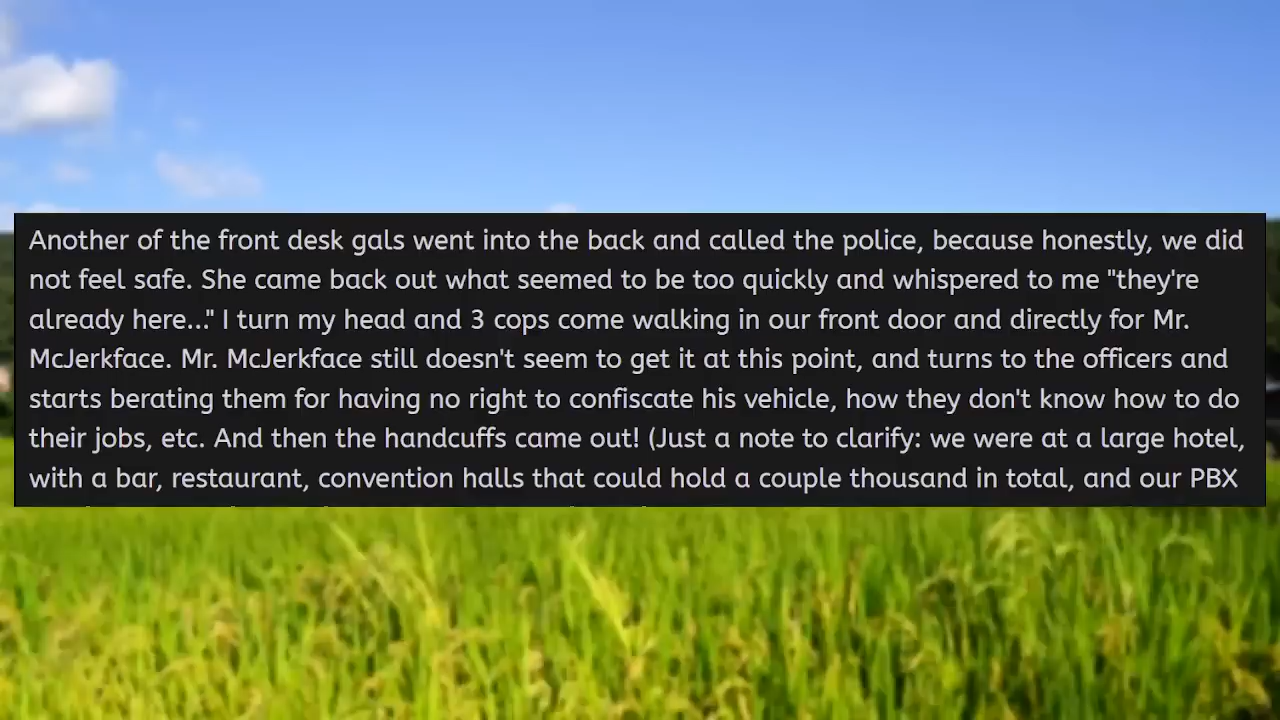 Another of the front desk gals went into the back and called the police, because honestly, we did
not feel safe. She came back out what seemed to be too quickly and whispered to me "they're
already here..." I turn my head and 3 cops come walking in our front door and directly for Mr.
McJerkface. Mr. McJerkface still doesn't seem to get it at this point, and turns to the officers and
starts berating them for having no right to confiscate his vehicle, how they don't know how to do
their jobs, etc. And then the handcuffs came out! (Just a note to clarify: we were at a large hotel,
with a bar, restaurant, convention halls that could hold a couple thousand in total, and our PBX